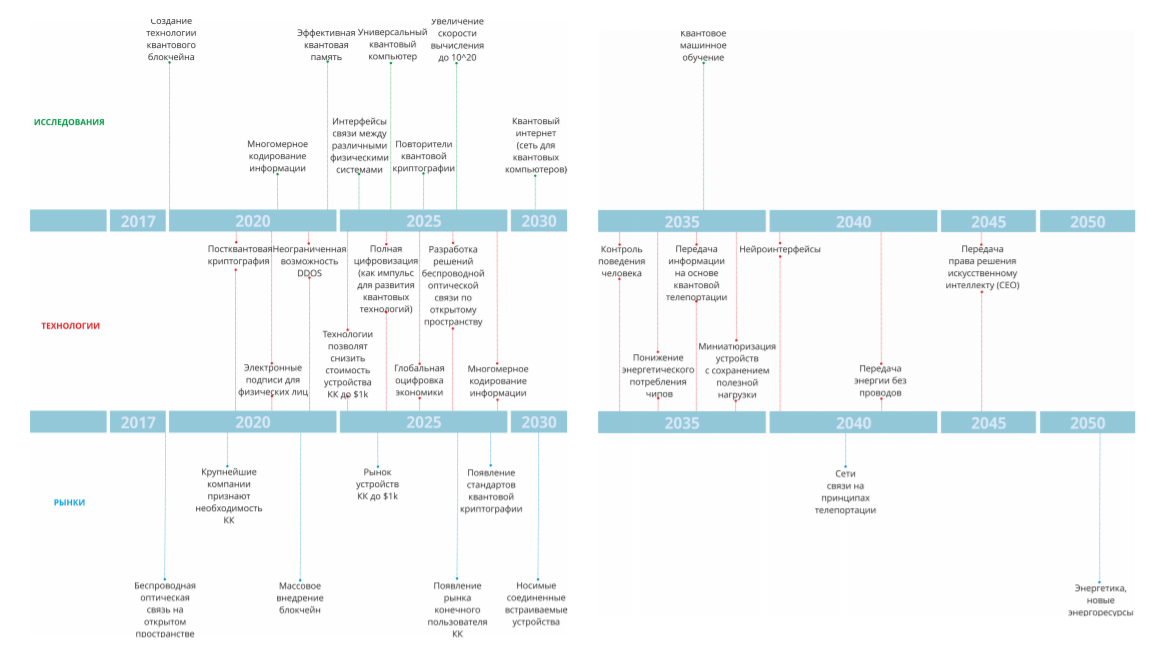 Создание
технологии
квантового
блокчейна
Эффективная
квантовая
память
Универсальный
квантовый
компьютер
Увеличение
скорости
вычисления
до 10^20
Квантовое
машинное
обучение
ИССЛЕДОВАНИЯ
Многомерное
кодирование
информации
Интерфейсы
связи между
различными
физическими
системами
Повторители
квантовой
криптографии
Квантовый
интернет
(сеть для
квантовых
компьютеров)
2017 2020 2025 2030 2035 2040 2045 2050
Постквантовая
криптография
Неограниченная
возможность
DDOS
Полная
цифровизация
(как импульс
для развития
квантовых
технологий)
Разработка
решений
беспроводной
оптической
связи по
открытому
пространству
Контроль
поведения
человека
Передача
информации
на основе
квантовой
телепортации
Нейроинтерфейсы
Передача
права решения
искусственному
интеллекту (CEO)
ТЕХНОЛОГИИ
Электронные
подписи для
физических лиц
Технологии
позволят
снизить
стоимость
устройства
КК до $1k
Глобальная
оцифровка
экономики
Многомерное
кодирование
информации
Понижение
энергетического
потребления
чипов
Миниатюризация
устройств
с сохранением
полезной
нагрузки
Передача
энергии без
проводов
2017 2020 2025 2030 2035 2040 2045 2050
РЫНКИ
Крупнейшие
компании
признают
необходимость
КК
Рынок
устройств
КК до $1k
Появление
стандартов
квантовой
криптографии
Сети
связи на
принципах
телепортации
Беспроводная
оптическая
связь на
открытом
пространстве
Массовое
внедрение
блокчейн
Появление
рынка
конечного
пользователя
КК
Носимые
соединенные
встраиваемые
устройства
Энергетика,
новые
энергоресурсы